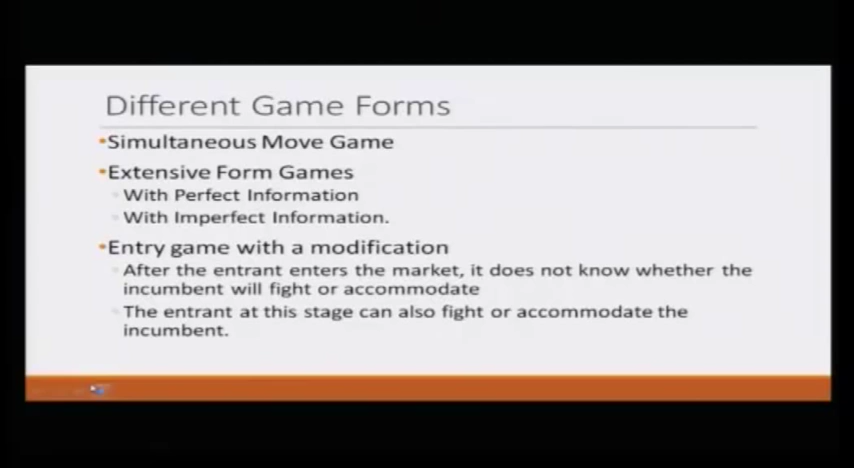 Different Game Forms
•Simultaneous Move Game
•Extensive Form Games
With Perfect Information
With Imperfect Information.
•Entry game with a modification
After the entrant enters the market, it does not know whether the
incumbent will fight or accommodate
The entrant at this stage can also fight or accommodate the
incumbent.